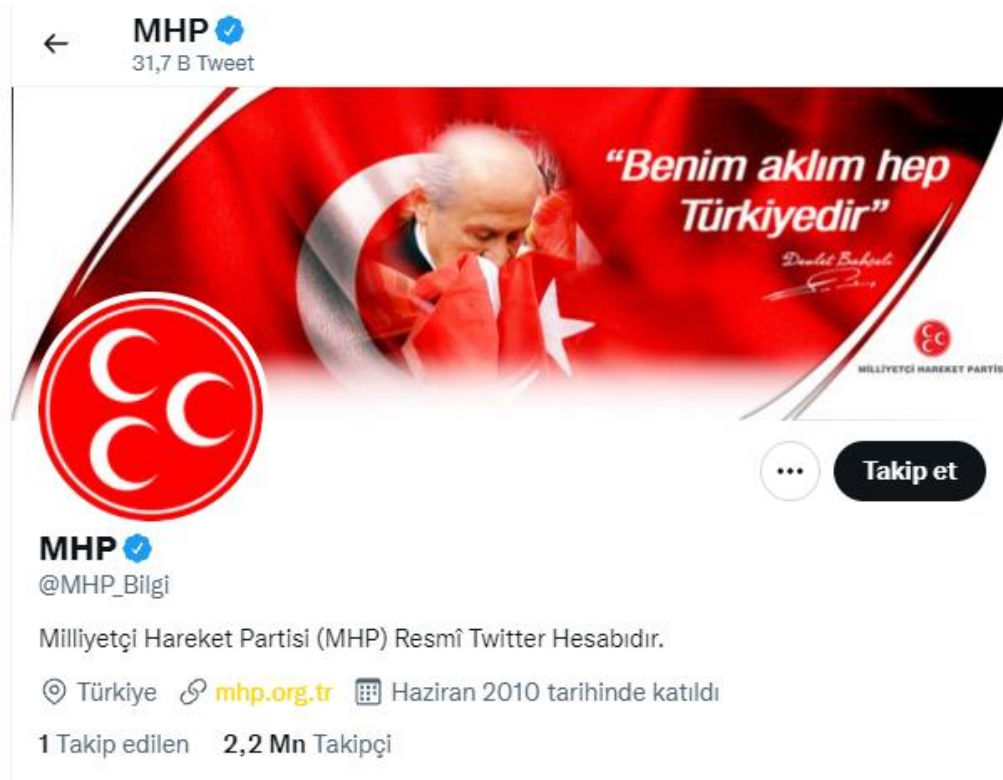 MHP
31,7 B Tweet
“Benim aklım hep
Türkiyedir”
Devlet Bahçeli
MİLLİYETÇİ HAREKET PARTİS
Takip et
MHP
@MHP_Bilgi
Milliyetçi Hareket Partisi (MHP) Resmî Twitter Hesabıdır.
Türkiye mhp.org.tr Haziran 2010 tarihinde katıldı
1 Takip edilen 2,2 Mn Takipçi